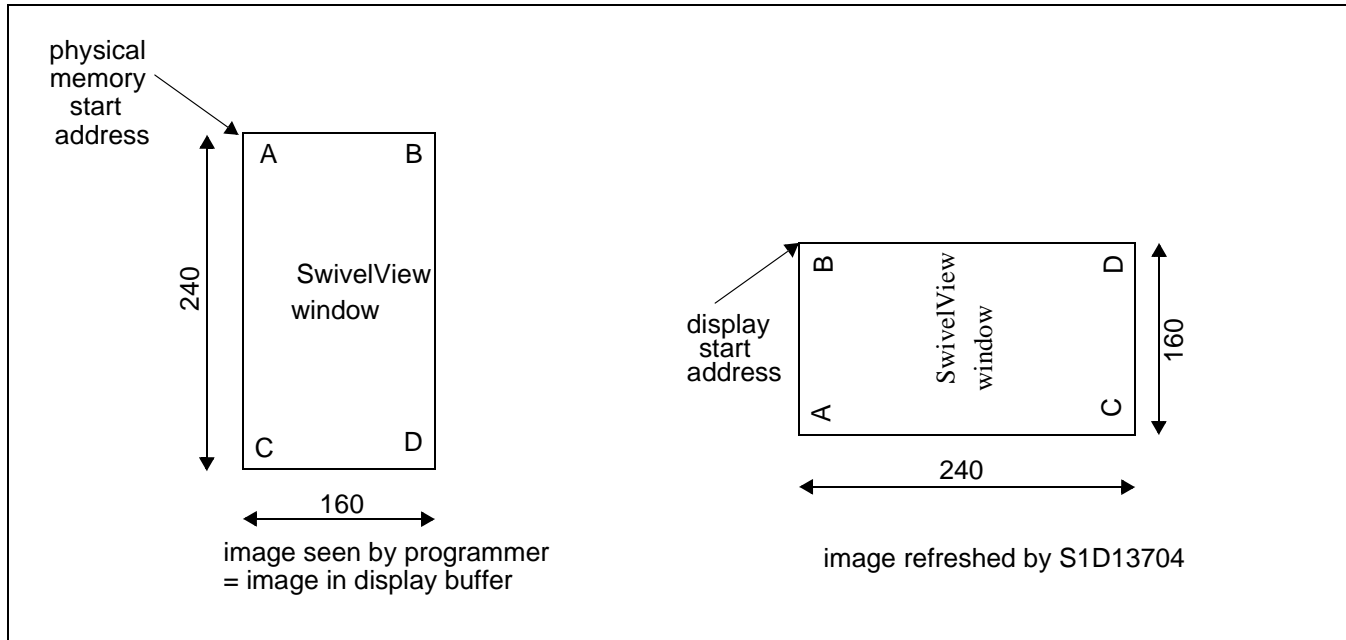 physical
memory
start
address
A
B
240
SwivelView
window
C
D
160
image seen by programmer
= image in display buffer
display
start
address
B
D
SwivelView
window
A
C
160
240
image refreshed by S1D13704